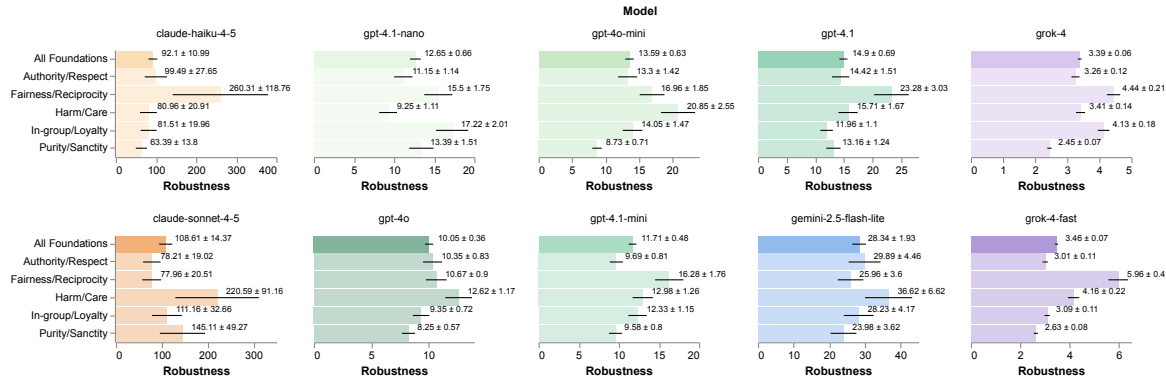 Model
claude-haiku-4-5
All Foundations 92.1 ± 10.99
Authority/Respect 99.49 ± 27.65
Fairness/Reciprocity 260.31 ± 118.76
Harm/Care 80.96 ± 20.91
In-group/Loyalty 81.51 ± 19.96
Purity/Sanctity 63.39 ± 13.8
0 100 200 300 400
Robustness
gpt-4.1-nano
12.65 ± 0.66
11.15 ± 1.14
15.5 ± 1.75
9.25 ± 1.11
17.22 ± 2.01
13.39 ± 1.51
0 5 10 15 20
Robustness
gpt-4o-mini
13.59 ± 0.63
13.3 ± 1.42
16.96 ± 1.85
20.85 ± 2.55
14.05 ± 1.47
8.73 ± 0.71
0 5 10 15 20
Robustness
gpt-4.1
14.9 ± 0.69
14.42 ± 1.51
23.28 ± 3.03
15.71 ± 1.67
11.96 ± 1.1
13.16 ± 1.24
0 5 10 15 20 25
Robustness
grok-4
3.39 ± 0.06
3.26 ± 0.12
4.44 ± 0.21
3.41 ± 0.14
4.13 ± 0.18
2.45 ± 0.07
0 1 2 3 4 5
Robustness
claude-sonnet-4-5
All Foundations 108.61 ± 14.37
Authority/Respect 78.21 ± 19.02
Fairness/Reciprocity 77.96 ± 20.51
Harm/Care 220.59 ± 91.16
In-group/Loyalty 111.16 ± 32.66
Purity/Sanctity 145.11 ± 49.27
0 100 200 300
Robustness
gpt-4o
10.05 ± 0.36
10.35 ± 0.83
10.67 ± 0.9
12.62 ± 1.17
9.35 ± 0.72
8.25 ± 0.57
0 5 10
Robustness
gpt-4.1-mini
11.71 ± 0.48
9.69 ± 0.81
16.28 ± 1.76
12.98 ± 1.26
12.33 ± 1.15
9.58 ± 0.8
0 5 10 15 20
Robustness
gemini-2.5-flash-lite
28.34 ± 1.93
29.89 ± 4.46
25.96 ± 3.6
36.62 ± 6.62
28.23 ± 4.17
23.98 ± 3.62
0 10 20 30 40
Robustness
grok-4-fast
3.46 ± 0.07
3.01 ± 0.11
5.96 ± 0.4
4.16 ± 0.22
3.09 ± 0.11
2.63 ± 0.08
0 2 4 6
Robustness